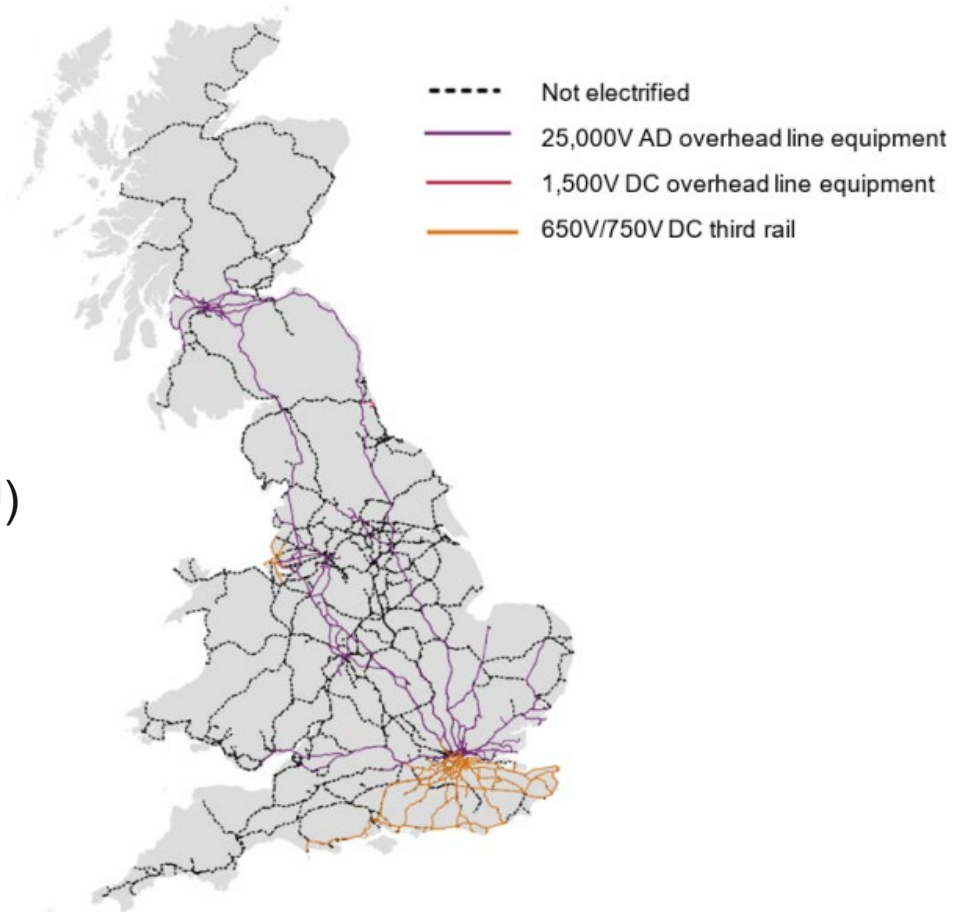 Not electrified
25,000V AD overhead line equipment
1,500V DC overhead line equipment
650V/750V DC third rail
)